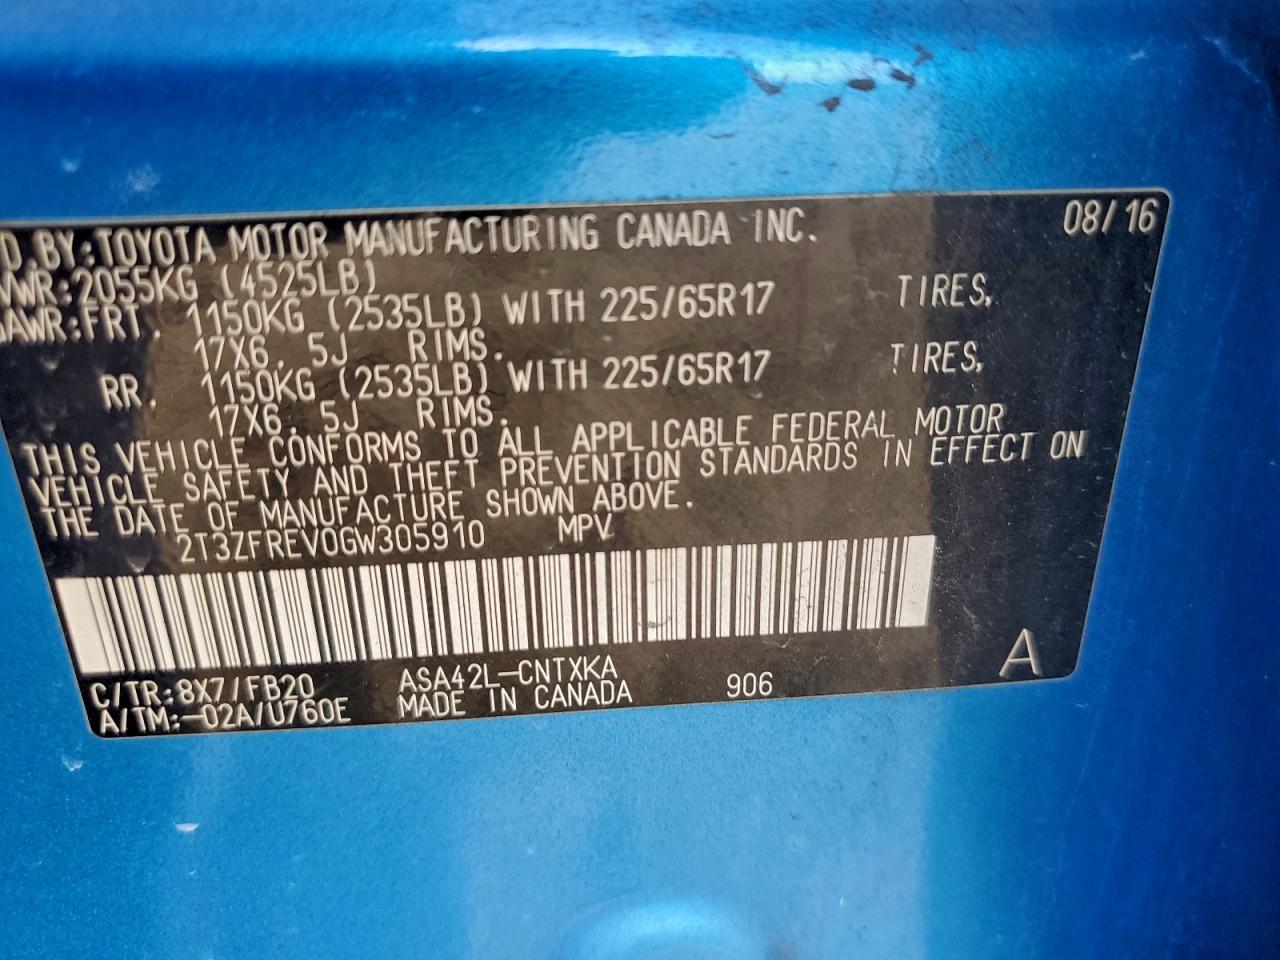 D BY:TOYOTA MOTOR MANUFACTURING CANADA INC. 08/16
VWR:2055KG (4525LB)
AWR:FRT. 1150KG (2535LB) WITH 225/65R17 TIRES,
17X6. 5J RIMS.
RR. 1150KG (2535LB) WITH 225/65R17 TIRES,
17X6. 5J RIMS.
THIS VEHICLE CONFORMS TO ALL APPLICABLE FEDERAL MOTOR
VEHICLE SAFETY AND THEFT PREVENTION STANDARDS IN EFFECT ON
THE DATE OF MANUFACTURE SHOWN ABOVE.
2T3ZFREV0GW305910 MPV
C/TR:8X7/FB20 ASA42L-CNTXKA 906 A
A/TM:-02A/U760E MADE IN CANADA